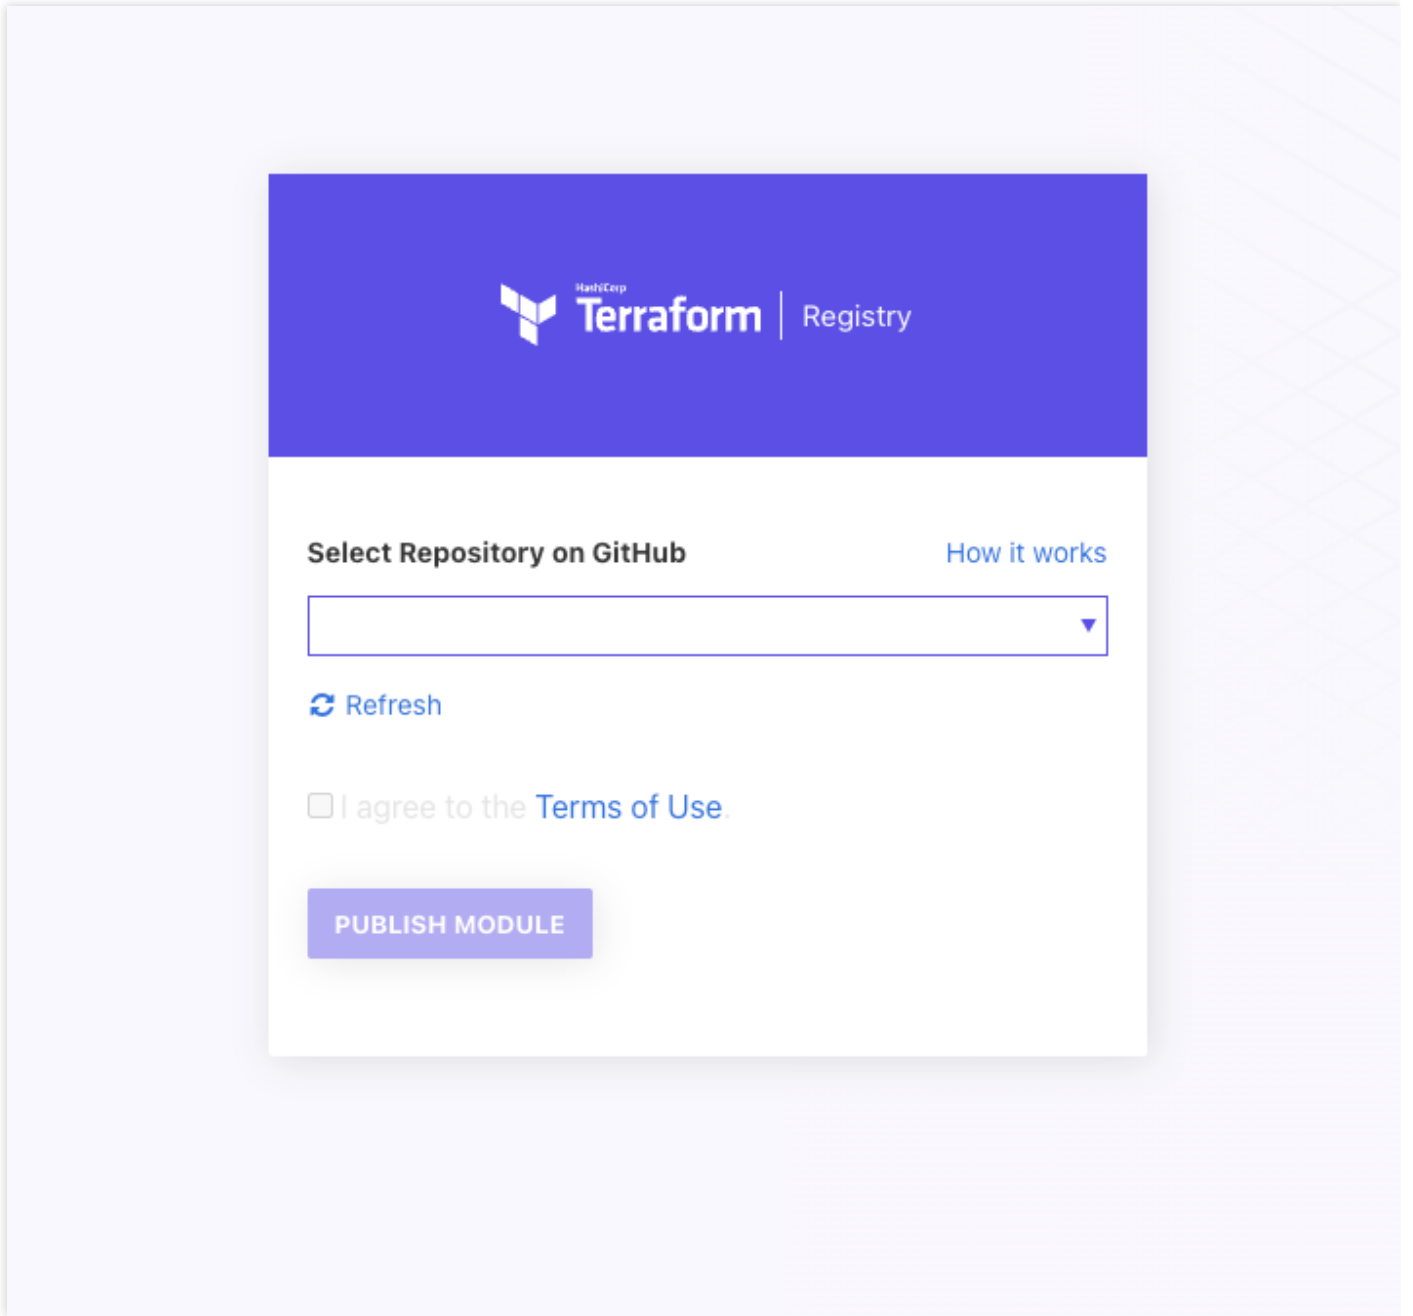 HashiCorp
Terraform | Registry
Select Repository on GitHub
How it works
Refresh
I agree to the Terms of Use.
PUBLISH MODULE